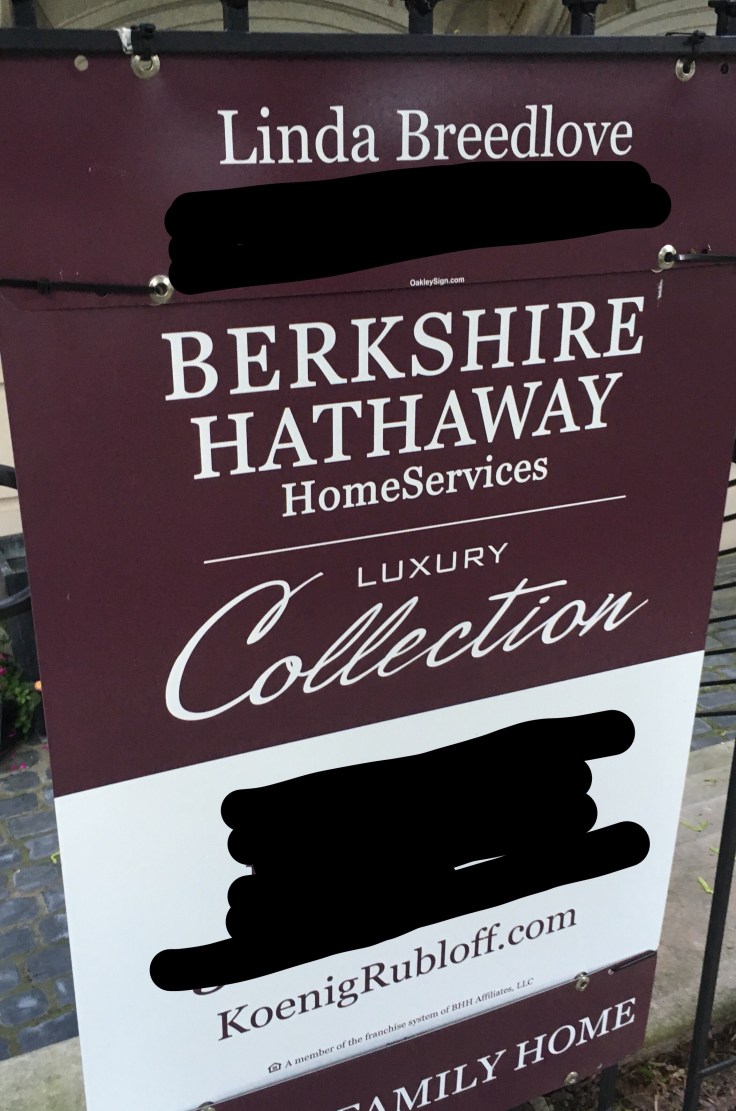 Linda Breedlove
OakleySign.com
BERKSHIRE
HATHAWAY
HomeServices
LUXURY
Collection
KoenigRubloff.com
A member of the franchise system of BHH Affiliates, LLC
FAMILY HOME